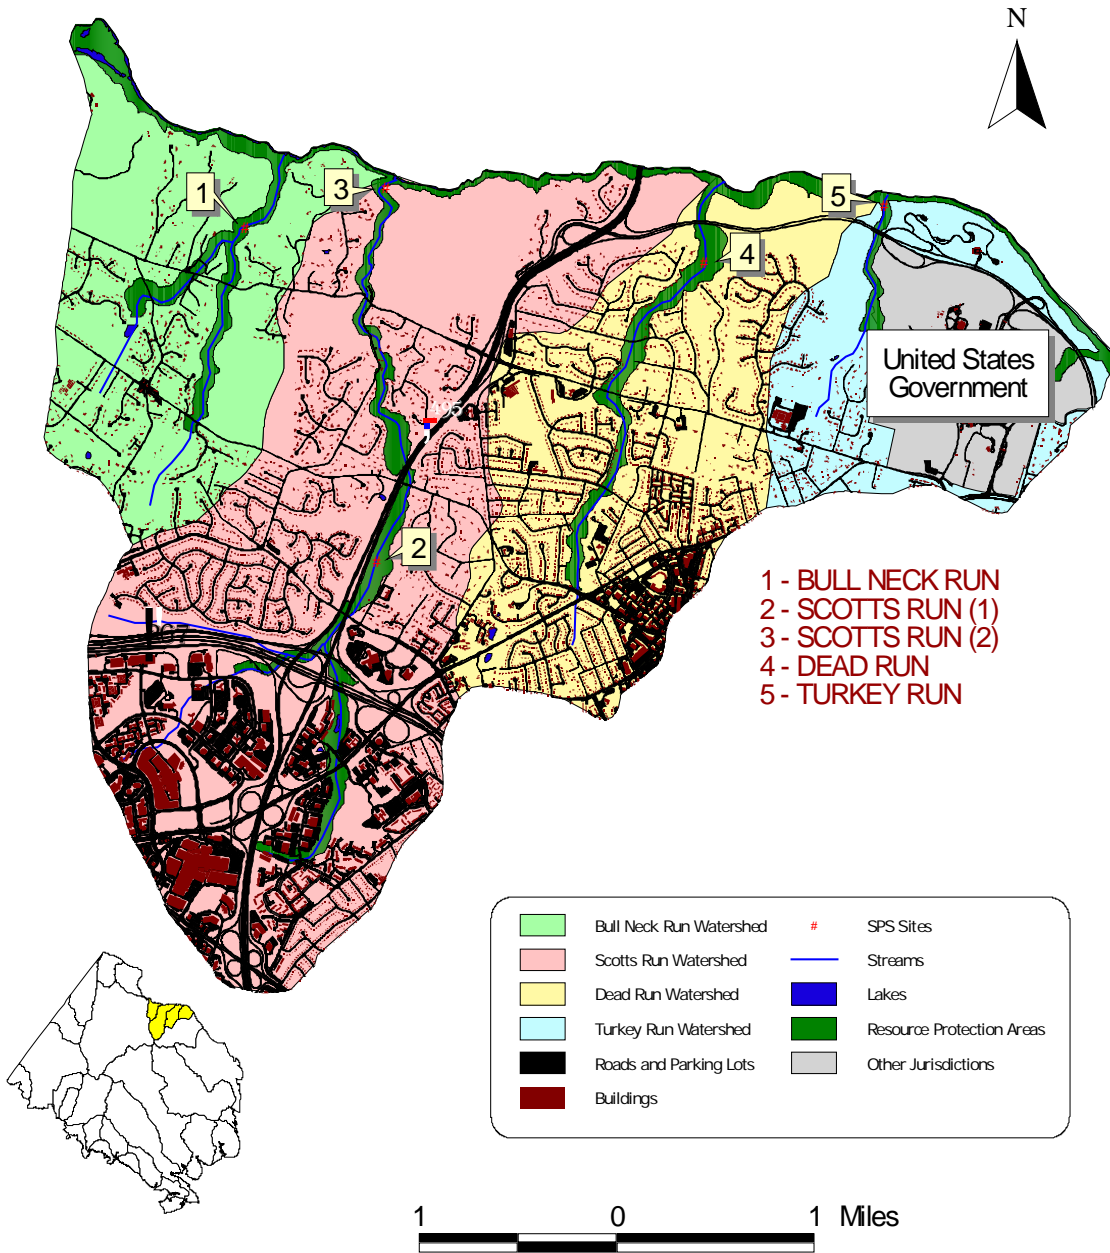 N
1
3
5
4
United States
Government
2
1 - BULL NECK RUN
2 - SCOTTS RUN (1)
3 - SCOTTS RUN (2)
4 - DEAD RUN
5 - TURKEY RUN
Bull Neck Run Watershed
# SPS Sites
Scotts Run Watershed
Streams
Dead Run Watershed
Lakes
Turkey Run Watershed
Resource Protection Areas
Roads and Parking Lots
Other Jurisdictions
Buildings
1 0 1 Miles